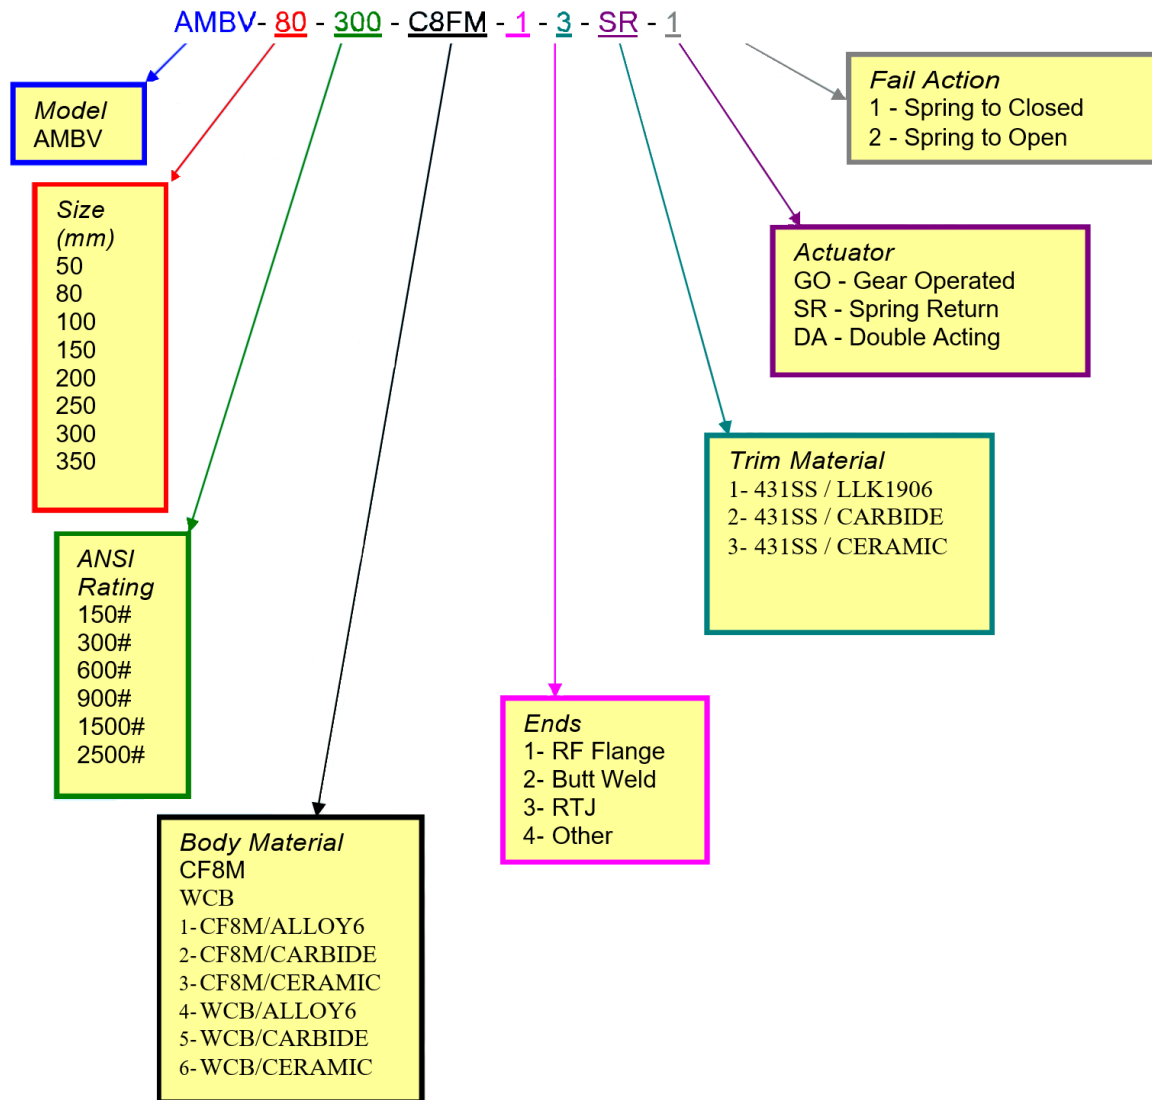 AMBV- 80 - 300 - C8FM - 1 - 3 - SR - 1
Model
AMBV
Size
(mm)
50
80
100
150
200
250
300
350
ANSI
Rating
150#
300#
600#
900#
1500#
2500#
Body Material
CF8M
WCB
1-CF8M/ALLOY6
2-CF8M/CARBIDE
3-CF8M/CERAMIC
4-WCB/ALLOY6
5-WCB/CARBIDE
6-WCB/CERAMIC
Ends
1- RF Flange
2- Butt Weld
3- RTJ
4- Other
Trim Material
1- 431SS / LLK1906
2- 431SS / CARBIDE
3- 431SS / CERAMIC
Actuator
GO - Gear Operated
SR - Spring Return
DA - Double Acting
Fail Action
1 - Spring to Closed
2 - Spring to Open